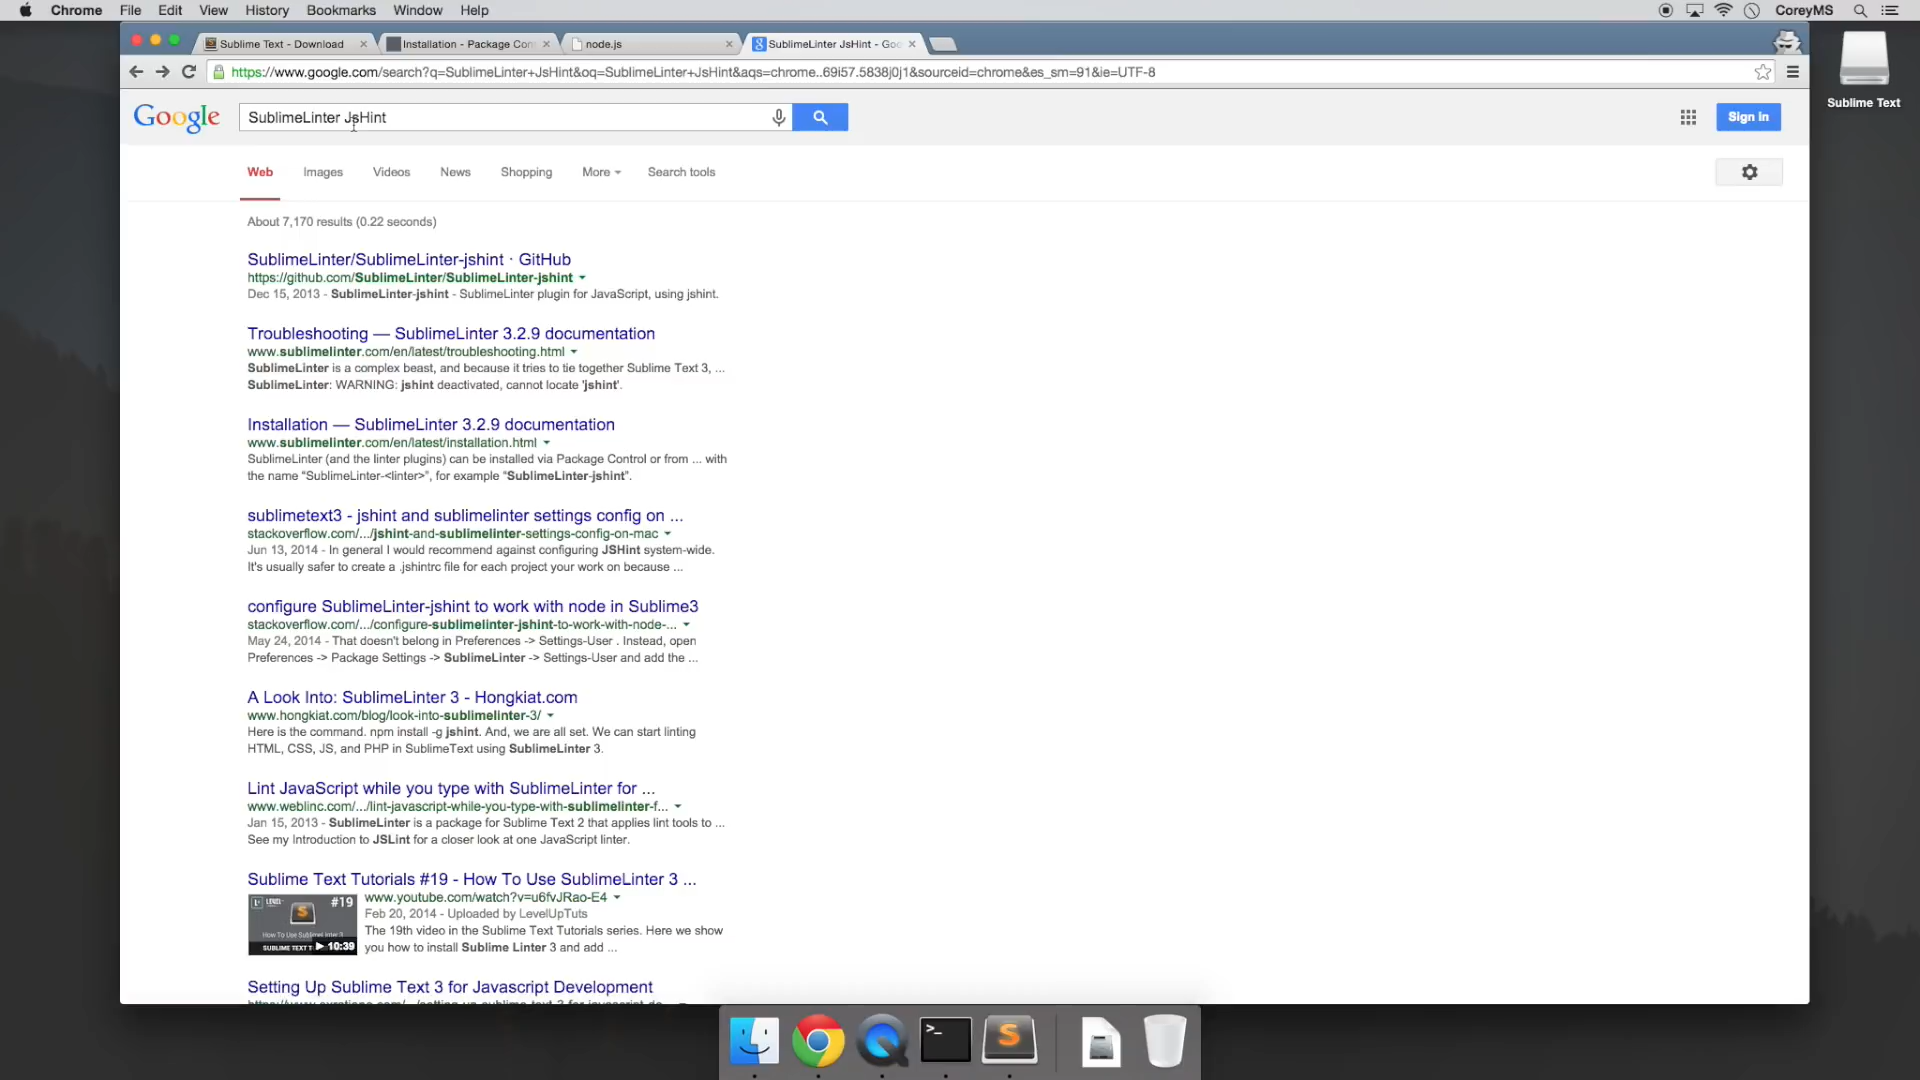 Chrome File Edit View History Bookmarks Window Help CoreyMS
Sublime Text - Download Installation - Package Con node.js SublimeLinter JsHint - Goo
https://www.google.com/search?q=SublimeLinter+JsHint&oq=SublimeLinter+JsHint&aqs=chrome..69i57.5838j0j1&sourceid=chrome&es_sm=91&ie=UTF-8
Sublime Text
Google SublimeLinter JsHint Sign in
Web Images Videos News Shopping More Search tools
About 7,170 results (0.22 seconds)
SublimeLinter/SublimeLinter-jshint · GitHub
https://github.com/SublimeLinter/SublimeLinter-jshint
Dec 15, 2013 - SublimeLinter-jshint - SublimeLinter plugin for JavaScript, using jshint.
Troubleshooting — SublimeLinter 3.2.9 documentation
www.sublimelinter.com/en/latest/troubleshooting.html
SublimeLinter is a complex beast, and because it tries to tie together Sublime Text 3, ...
SublimeLinter: WARNING: jshint deactivated, cannot locate 'jshint'.
Installation — SublimeLinter 3.2.9 documentation
www.sublimelinter.com/en/latest/installation.html
SublimeLinter (and the linter plugins) can be installed via Package Control or from ... with
the name “SublimeLinter-<linter>”, for example “SublimeLinter-jshint”.
sublimetext3 - jshint and sublimelinter settings config on ...
stackoverflow.com/.../jshint-and-sublimelinter-settings-config-on-mac
Jun 13, 2014 - In general I would recommend against configuring JSHint system-wide.
It's usually safer to create a .jshintrc file for each project your work on because ...
configure SublimeLinter-jshint to work with node in Sublime3
stackoverflow.com/.../configure-sublimelinter-jshint-to-work-with-node-...
May 24, 2014 - That doesn't belong in Preferences -> Settings-User . Instead, open
Preferences -> Package Settings -> SublimeLinter -> Settings-User and add the ...
A Look Into: SublimeLinter 3 - Hongkiat.com
www.hongkiat.com/blog/look-into-sublimelinter-3/
Here is the command. npm install -g jshint. And, we are all set. We can start linting
HTML, CSS, JS, and PHP in SublimeText using SublimeLinter 3.
Lint JavaScript while you type with SublimeLinter for ...
www.weblinc.com/.../lint-javascript-while-you-type-with-sublimelinter-f...
Jan 15, 2013 - SublimeLinter is a package for Sublime Text 2 that applies lint tools to ...
See my Introduction to JSLint for a closer look at one JavaScript linter.
Sublime Text Tutorials #19 - How To Use SublimeLinter 3 ...
www.youtube.com/watch?v=u6fvJRao-E4
Feb 20, 2014 - Uploaded by LevelUpTuts
The 19th video in the Sublime Text Tutorials series. Here we show
you how to install Sublime Linter 3 and add ...
#19
10:39
Setting Up Sublime Text 3 for Javascript Development